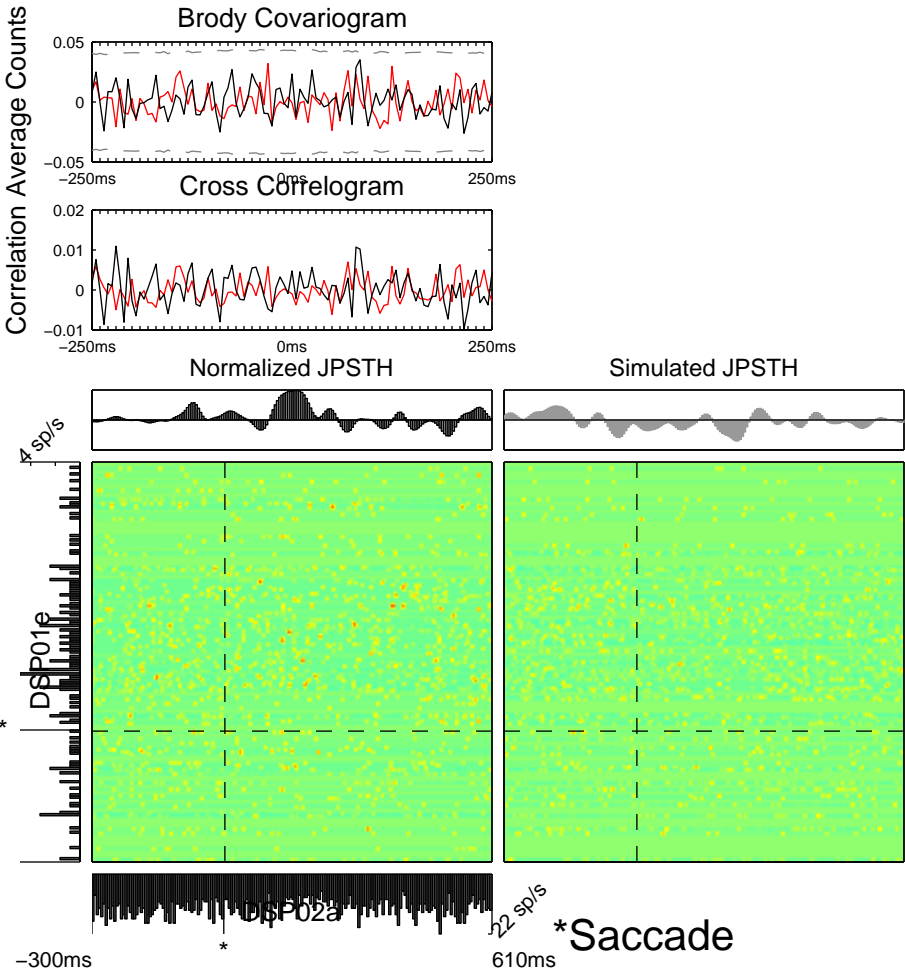 Brody Covariogram
Correlation Average Counts
0.05
0
−0.05
−250ms
0ms
250ms
Cross Correlogram
0.02
0.01
0
−0.01
−250ms
0ms
250ms
Normalized JPSTH
Simulated JPSTH
4 sp/s
DSP01e
*
DSP02a
22 sp/s
*
*Saccade
−300ms
610ms